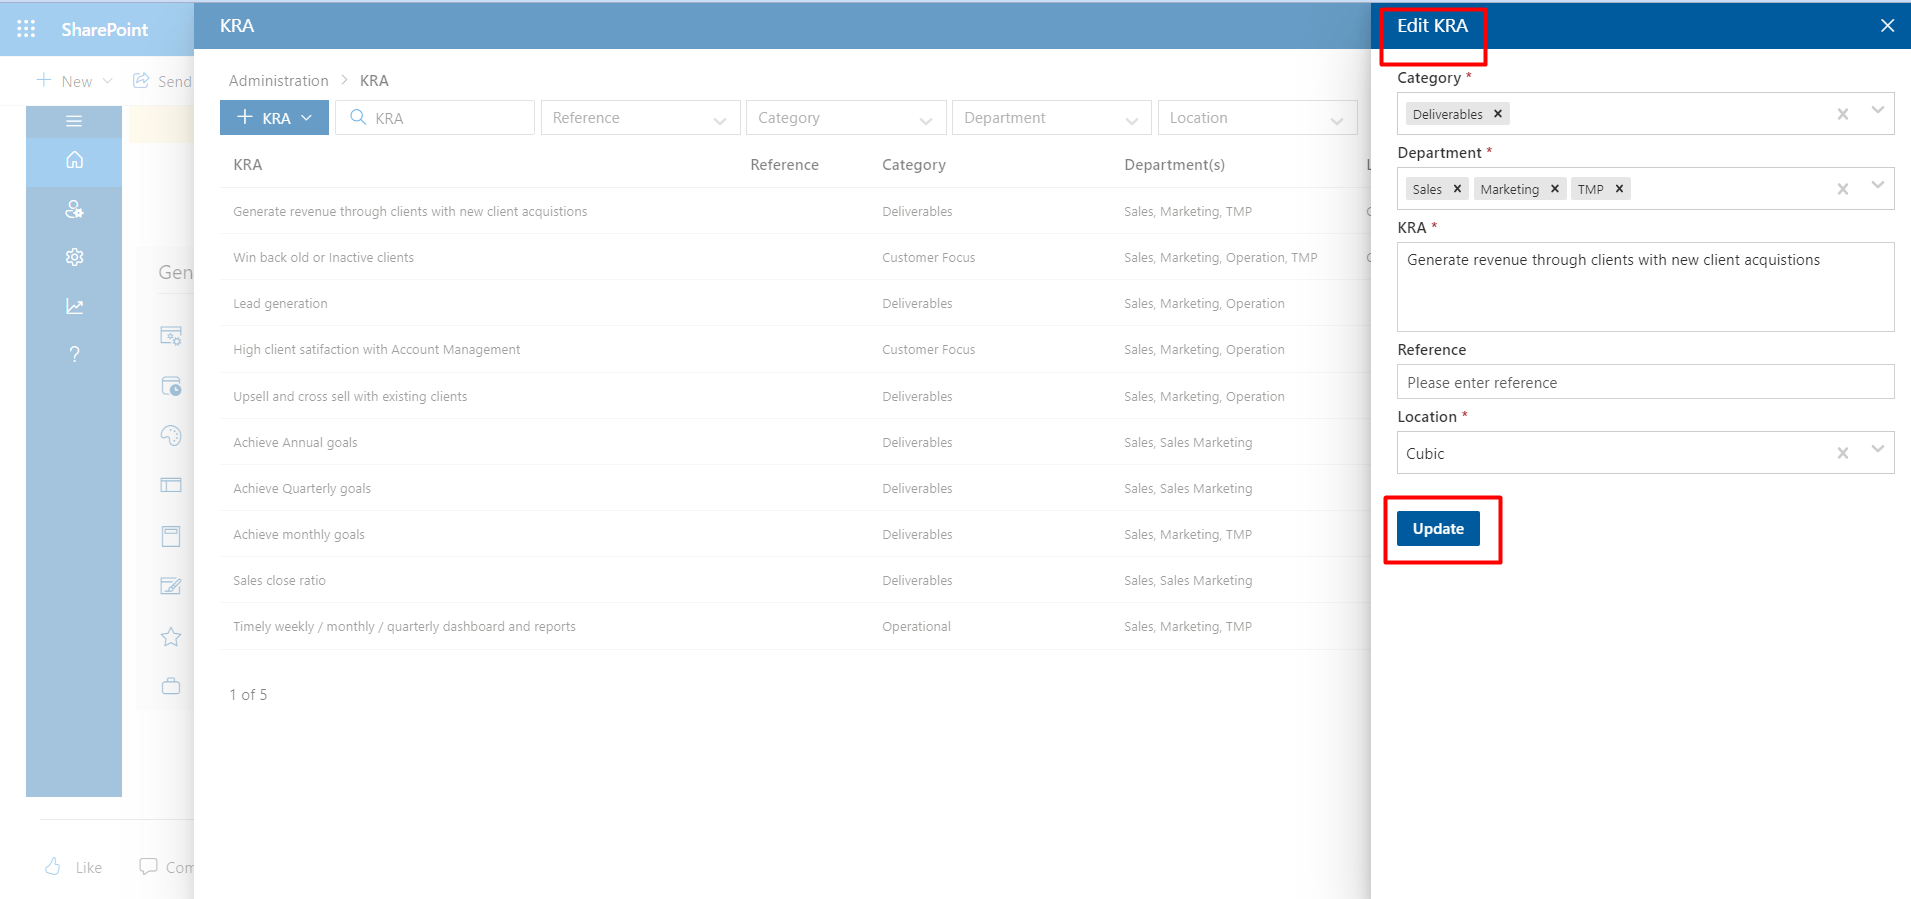 SharePoint
KRA
Edit KRA
New
Send
Administration > KRA
+ KRA
KRA
Reference
Category
Department
Location
KRA Reference Category Department(s)
Generate revenue through clients with new client acquistions Deliverables Sales, Marketing, TMP
Win back old or Inactive clients Customer Focus Sales, Marketing, Operation, TMP
Lead generation Deliverables Sales, Marketing, Operation
High client satifaction with Account Management Customer Focus Sales, Marketing, Operation
Upsell and cross sell with existing clients Deliverables Sales, Marketing, Operation
Achieve Annual goals Deliverables Sales, Sales Marketing
Achieve Quarterly goals Deliverables Sales, Sales Marketing
Achieve monthly goals Deliverables Sales, Marketing, TMP
Sales close ratio Deliverables Sales, Sales Marketing
Timely weekly / monthly / quarterly dashboard and reports Operational Sales, Marketing, TMP
1 of 5
Gen
Like
Com
Category *
Deliverables
Department *
Sales Marketing TMP
KRA *
Generate revenue through clients with new client acquistions
Reference
Please enter reference
Location *
Cubic
Update